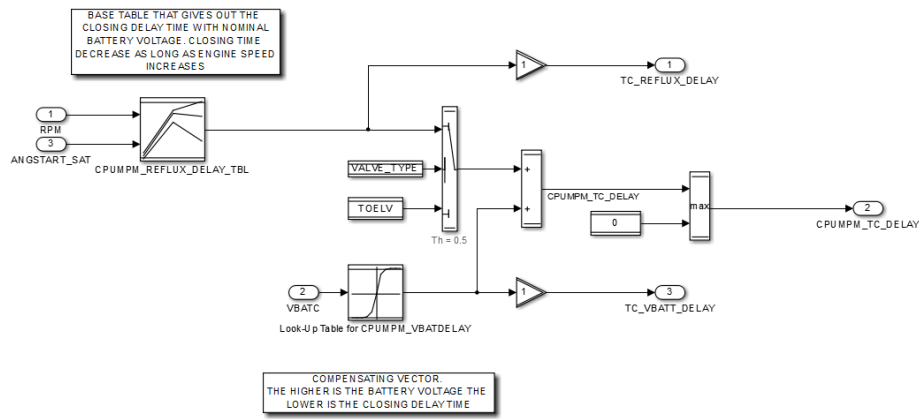 BASE TABLE THAT GIVES OUT THE
CLOSING DELAY TIME WITH NOMINAL
BATTERY VOLTAGE. CLOSING TIME
DECREASE AS LONG AS ENGINE SPEED
INCREASES
1
RPM
3
ANGSTART_SAT
CPUMPM_REFLUX_DELAY_TBL
1
1
TC_REFLUX_DELAY
VALVE_TYPE
TOELV
Th = 0.5
+
+
CPUMPM_TC_DELAY
0
max
2
CPUMPM_TC_DELAY
2
VBATC
Look-Up Table for CPUMPM_VBATDELAY
1
3
TC_VBATT_DELAY
COMPENSATING VECTOR.
THE HIGHER IS THE BATTERY VOLTAGE THE
LOWER IS THE CLOSING DELAY TIME